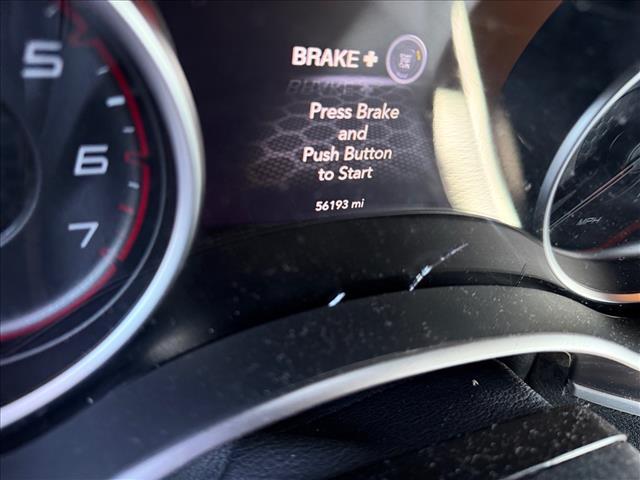 BRAKE +
Press Brake
and
Push Button
to Start
56193 mi
5
6
7
MPH